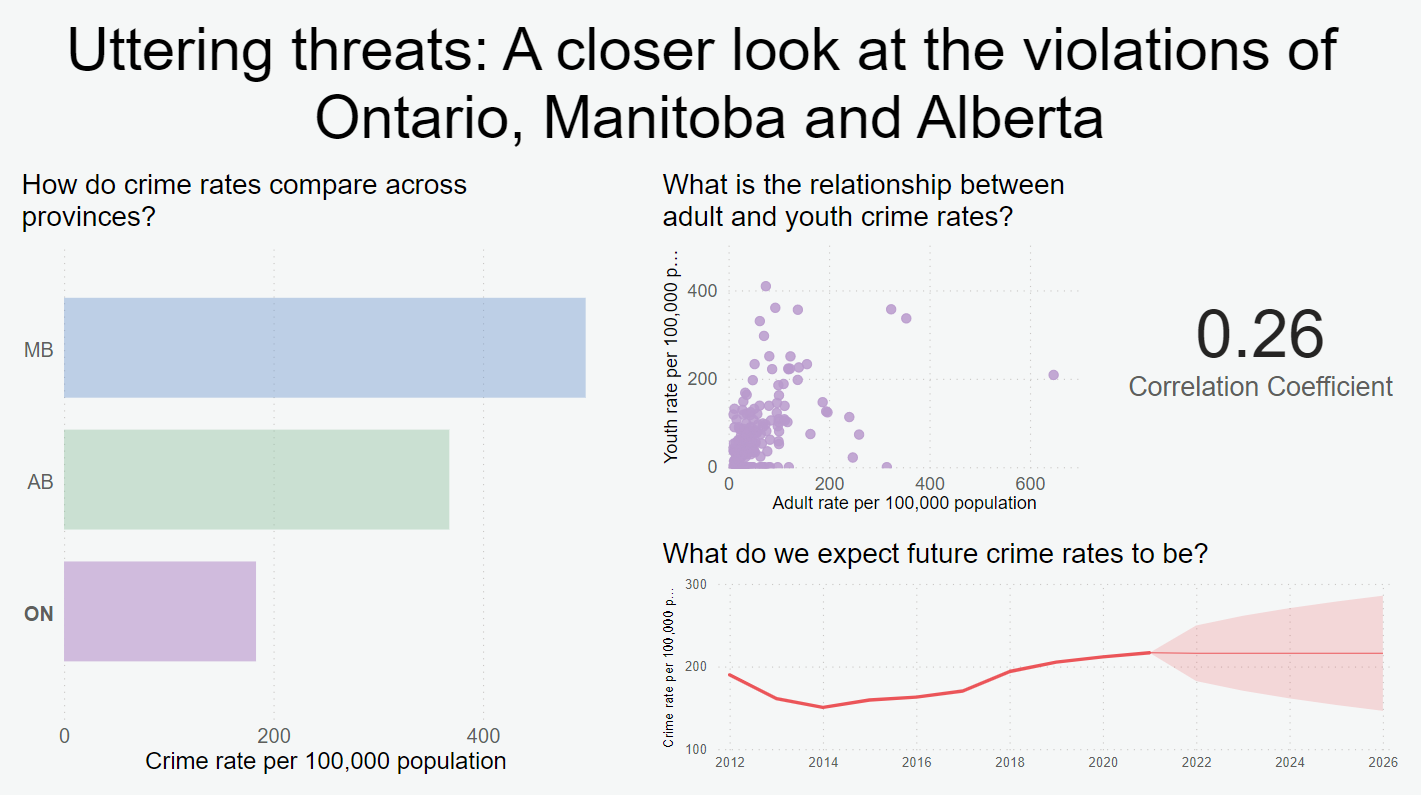 Uttering threats: A closer look at the violations of
Ontario, Manitoba and Alberta
How do crime rates compare across
provinces?
MB
AB
ON
0 200 400
Crime rate per 100,000 population
What is the relationship between
adult and youth crime rates?
Youth rate per 100,000 p...
400
200
0
0 200 400 600
Adult rate per 100,000 population
0.26
Correlation Coefficient
What do we expect future crime rates to be?
Crime rate per 100,000 p...
300
200
100
2012 2014 2016 2018 2020 2022 2024 2026